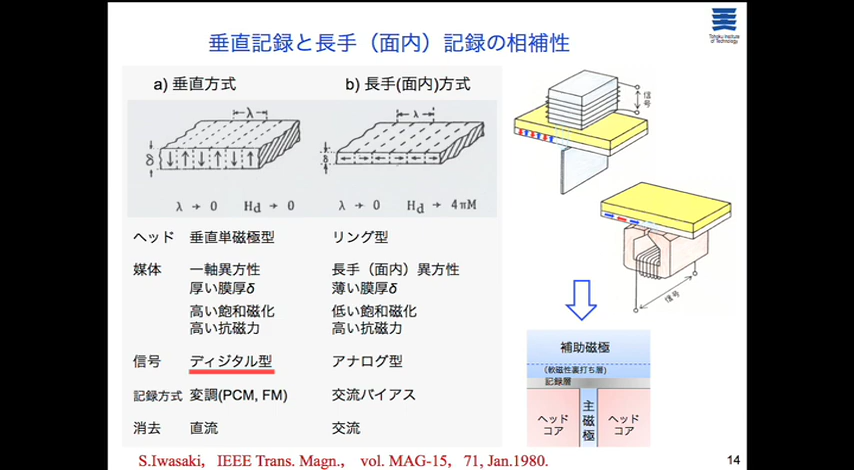 垂直記録と長手（面内）記録の相補性
Tohoku Institute
of Technology
a) 垂直方式
b) 長手(面内)方式
λ
λ
δ
δ
λ → 0 Hd → 0
λ → 0 Hd → 4πM
ヘッド 垂直単磁極型 リング型
媒体 一軸異方性 長手（面内）異方性
厚い膜厚δ 薄い膜厚δ
高い飽和磁化 低い飽和磁化
高い抗磁力 高い抗磁力
信号 ディジタル型 アナログ型
記録方式 変調(PCM, FM) 交流バイアス
消去 直流 交流
信号
信号
補助磁極
(軟磁性裏打ち層)
記録層
ヘッド
コア
主磁極
ヘッド
コア
S.Iwasaki, IEEE Trans. Magn., vol. MAG-15, 71, Jan.1980.
14